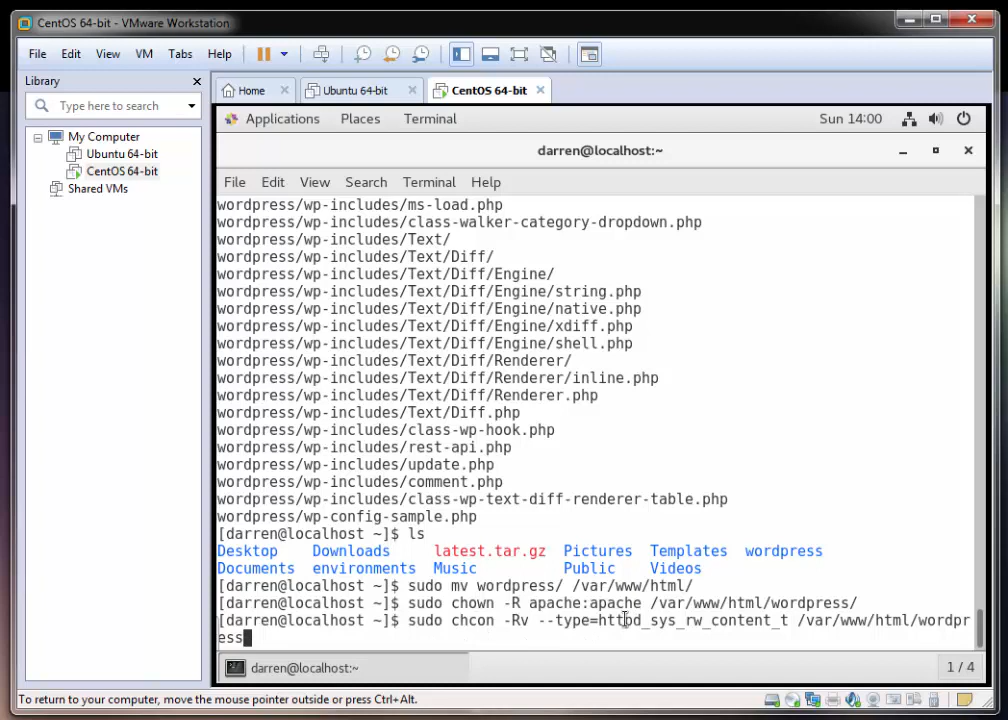 CentOS 64-bit - VMware Workstation
File Edit View VM Tabs Help
Library
Type here to search
My Computer
Ubuntu 64-bit
CentOS 64-bit
Shared VMs
Home Ubuntu 64-bit CentOS 64-bit
Applications Places Terminal Sun 14:00
darren@localhost:~
File Edit View Search Terminal Help
wordpress/wp-includes/ms-load.php
wordpress/wp-includes/class-walker-category-dropdown.php
wordpress/wp-includes/Text/
wordpress/wp-includes/Text/Diff/
wordpress/wp-includes/Text/Diff/Engine/
wordpress/wp-includes/Text/Diff/Engine/string.php
wordpress/wp-includes/Text/Diff/Engine/native.php
wordpress/wp-includes/Text/Diff/Engine/xdiff.php
wordpress/wp-includes/Text/Diff/Engine/shell.php
wordpress/wp-includes/Text/Diff/Renderer/
wordpress/wp-includes/Text/Diff/Renderer/inline.php
wordpress/wp-includes/Text/Diff/Renderer.php
wordpress/wp-includes/Text/Diff.php
wordpress/wp-includes/class-wp-hook.php
wordpress/wp-includes/rest-api.php
wordpress/wp-includes/update.php
wordpress/wp-includes/comment.php
wordpress/wp-includes/class-wp-text-diff-renderer-table.php
wordpress/wp-config-sample.php
[darren@localhost ~]$ ls
Desktop Downloads latest.tar.gz Pictures Templates wordpress
Documents environments Music Public Videos
[darren@localhost ~]$ sudo mv wordpress/ /var/www/html/
[darren@localhost ~]$ sudo chown -R apache:apache /var/www/html/wordpress/
[darren@localhost ~]$ sudo chcon -Rv --type=httpd_sys_rw_content_t /var/www/html/wordpr
ess
darren@localhost:~ 1 / 4
To return to your computer, move the mouse pointer outside or press Ctrl+Alt.